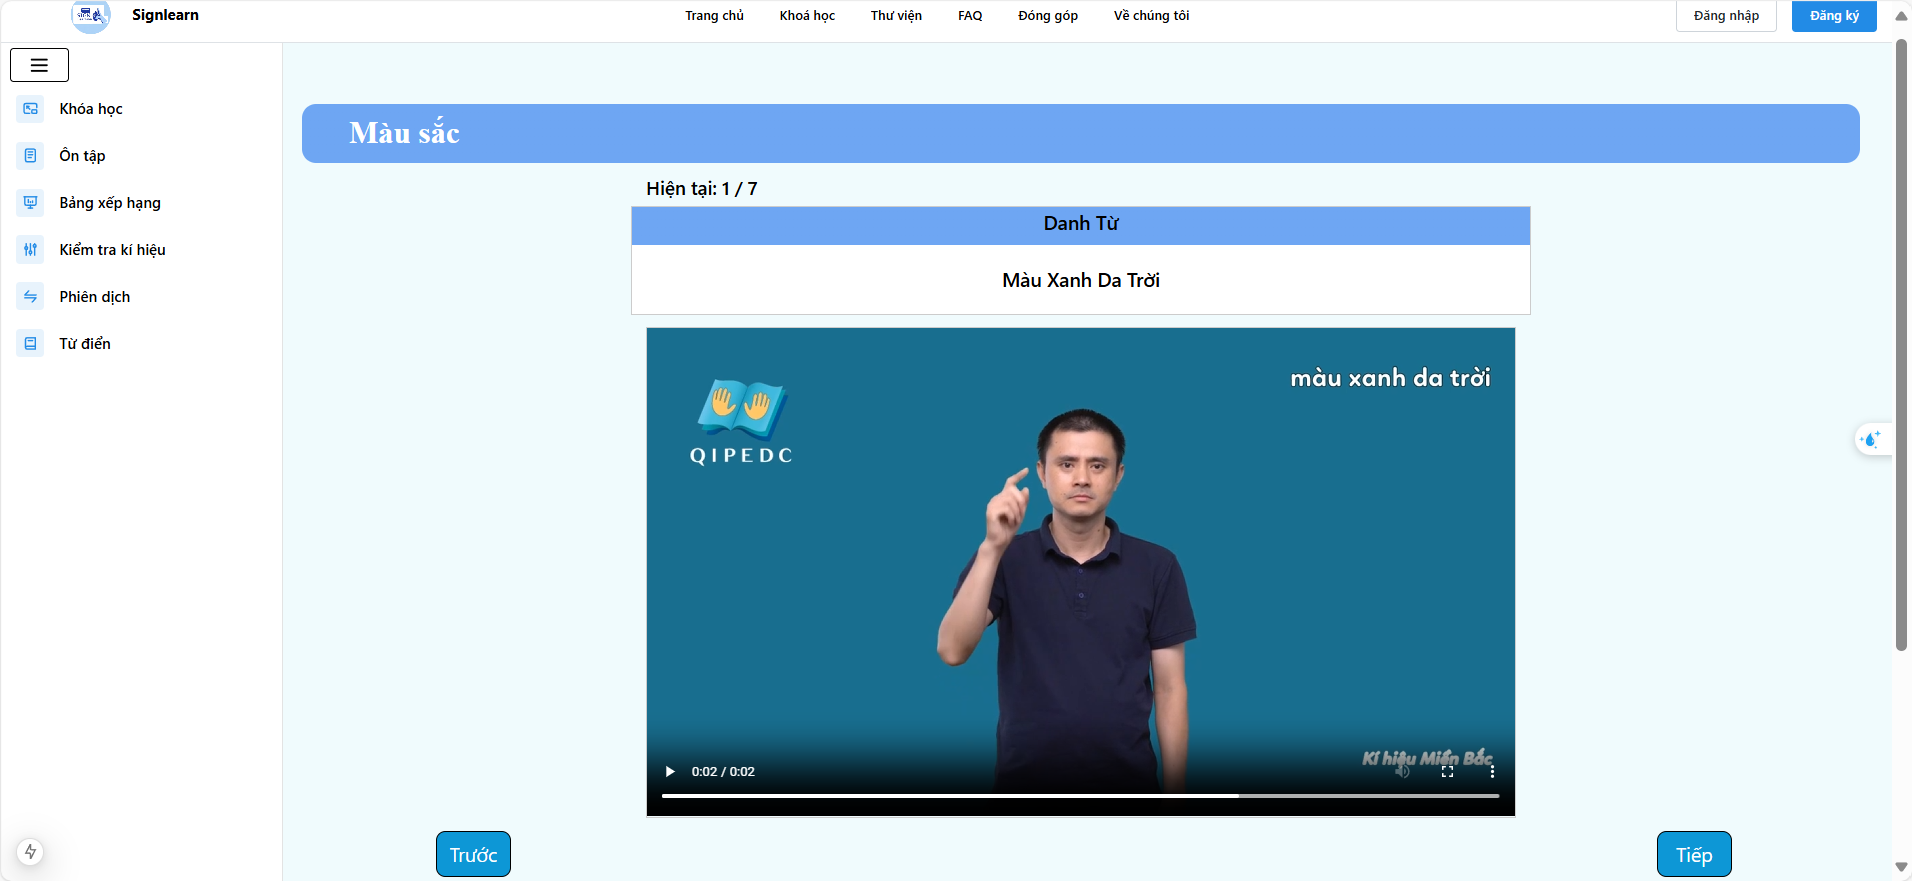 Signlearn
Trang chủ
Khoá học
Thư viện
FAQ
Đóng góp
Về chúng tôi
Đăng nhập
Đăng ký
Khóa học
Ôn tập
Bảng xếp hạng
Kiểm tra kí hiệu
Phiên dịch
Từ điển
Màu sắc
Hiện tại: 1 / 7
Danh Từ
Màu Xanh Da Trời
màu xanh da trời
QIPEDC
Kí hiệu Miền Bắc
0:02 / 0:02
Trước
Tiếp